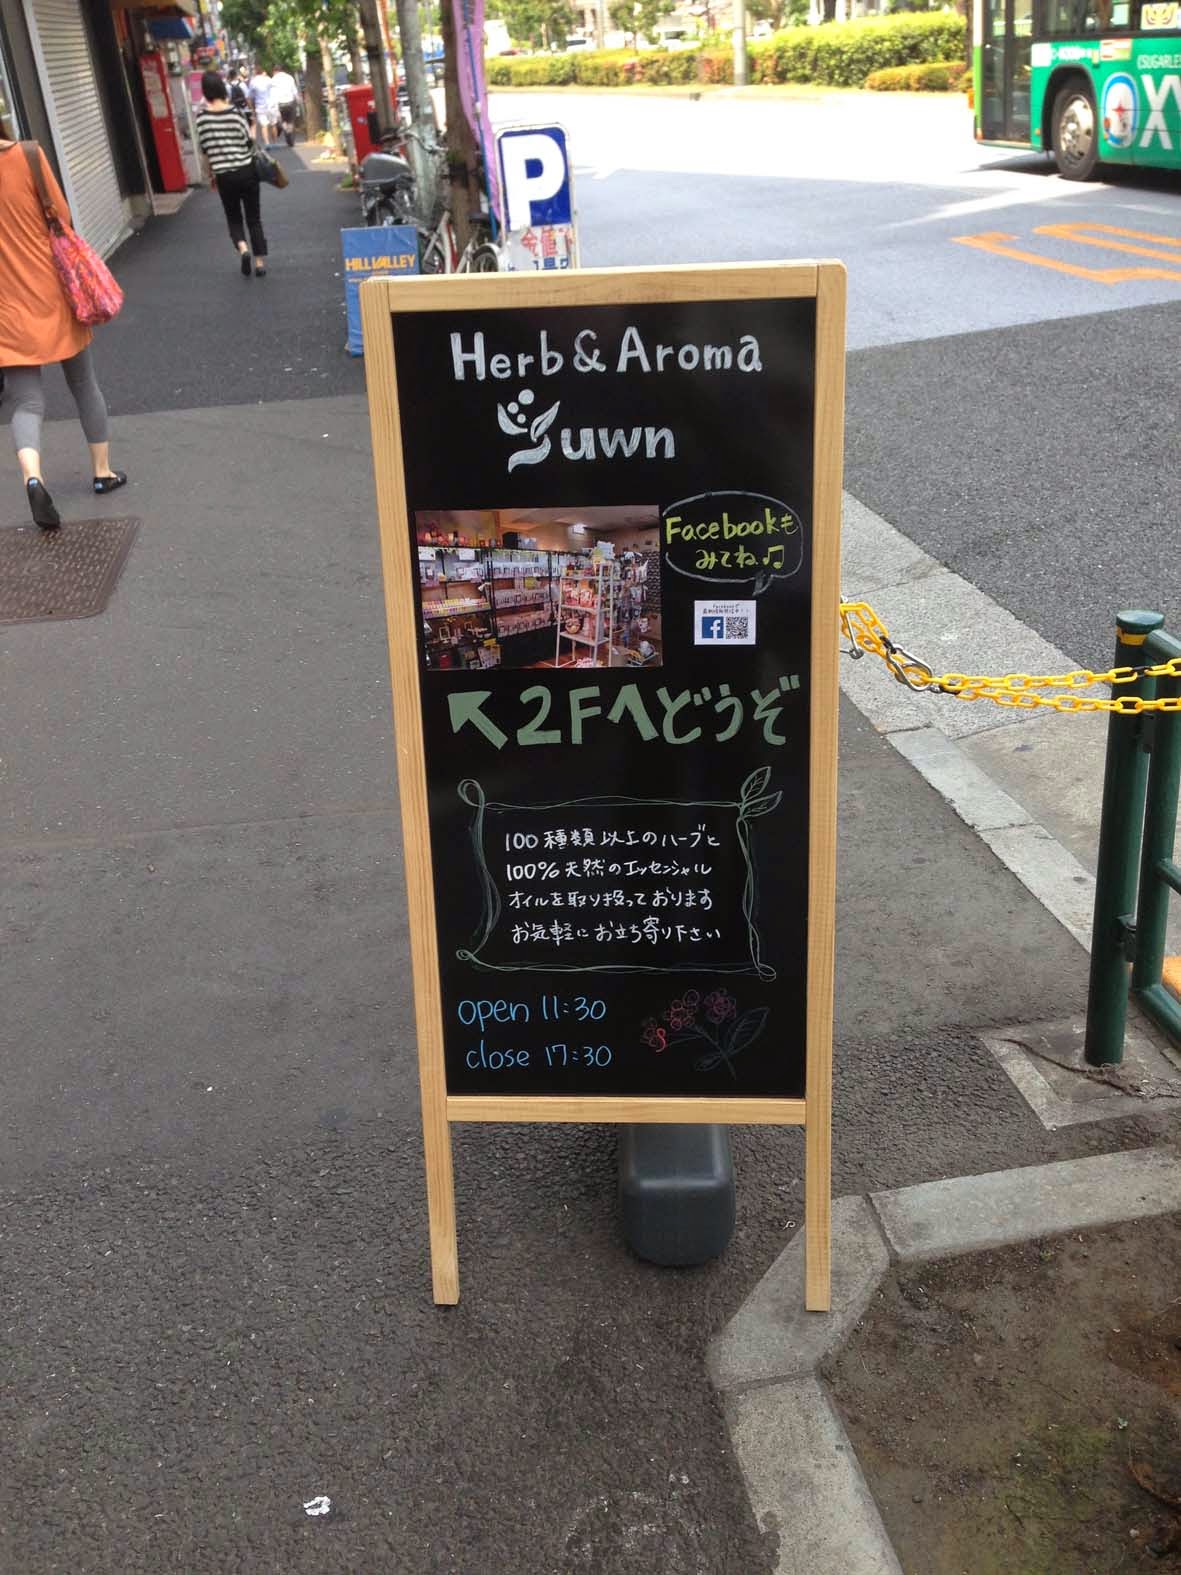 HILLVALLEY
P
OXY
Herb & Aroma
Yuwn
Facebookも
みてね♫
↖2Fへどうぞ
100種類以上のハーブと
100%天然のエッセンシャル
オイルを取り扱っております
お気軽にお立ち寄り下さい
open 11:30
close 17:30